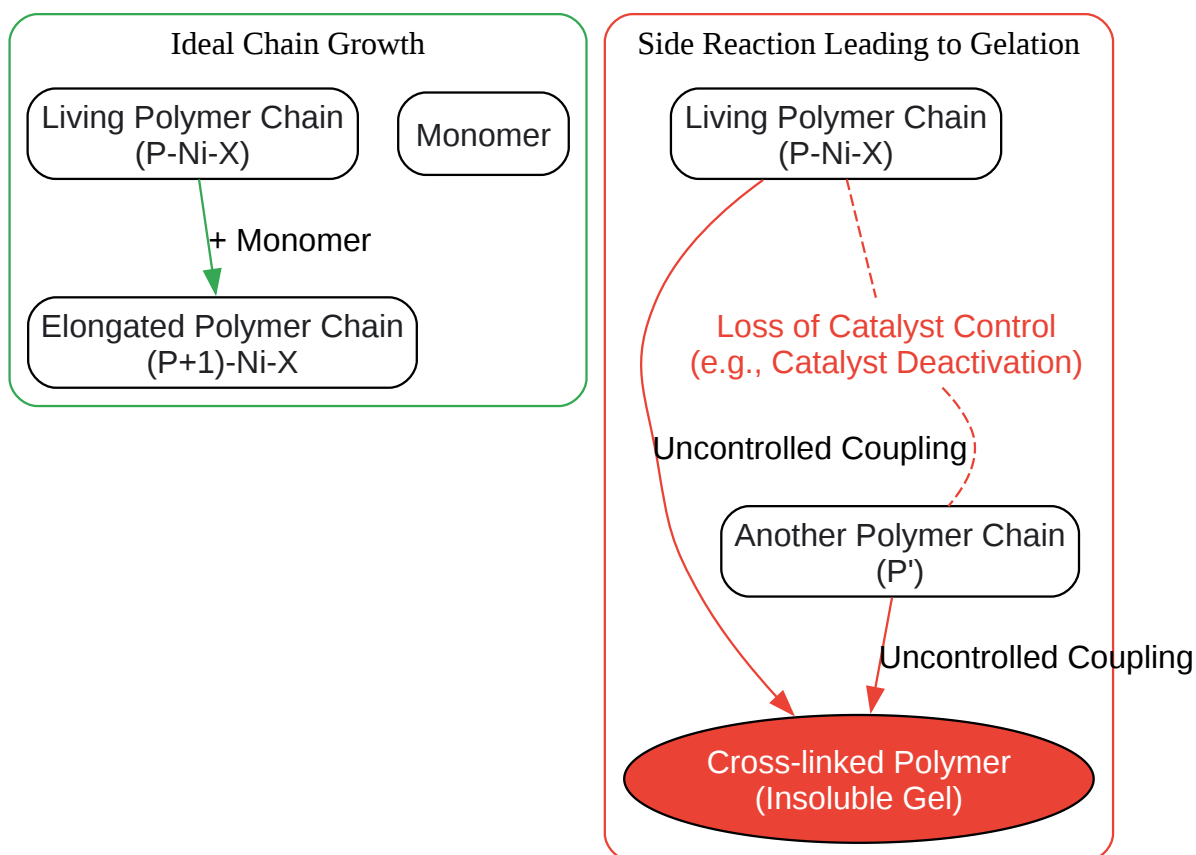 Ideal Chain Growth
Living Polymer Chain
(P-Ni-X)
Monomer
+ Monomer
Elongated Polymer Chain
(P+1)-Ni-X
Side Reaction Leading to Gelation
Living Polymer Chain
(P-Ni-X)
Loss of Catalyst Control
(e.g., Catalyst Deactivation)
Uncontrolled Coupling
Another Polymer Chain
(P')
Uncontrolled Coupling
Cross-linked Polymer
(Insoluble Gel)